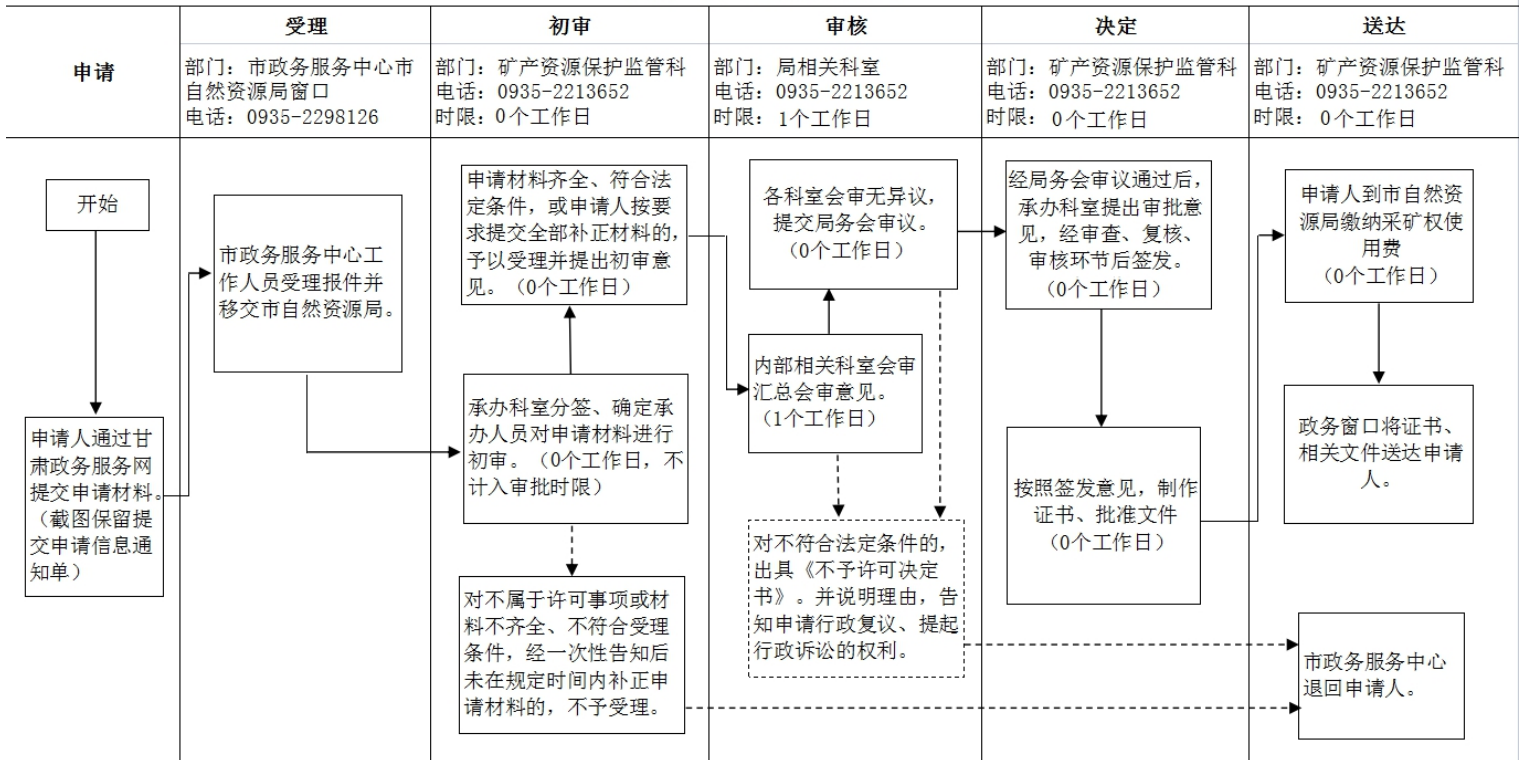 申请
受理
部门：市政务服务中心市
自然资源局窗口
电话：0935-2298126
初审
部门：矿产资源保护监管科
电话：0935-2213652
时限：0个工作日
审核
部门：局相关科室
电话：0935-2213652
时限：1个工作日
决定
部门：矿产资源保护监管科
电话：0935-2213652
时限：0个工作日
送达
部门：矿产资源保护监管科
电话：0935-2213652
时限：0个工作日
开始
申请人通过甘
肃政务服务网
提交申请材料。
（截图保留提
交申请信息通
知单）
市政务服务中心工
作人员受理报件并
移交市自然资源局。
申请材料齐全、符合法
定条件，或申请人按要
求提交全部补正材料的，
予以受理并提出初审意
见。（0个工作日）
承办科室分签、确定承
办人员对申请材料进行
初审。（0个工作日，不
计入审批时限）
对不属于许可事项或材
料不齐全、不符合受理
条件，经一次性告知后
未在规定时间内补正申
请材料的，不予受理。
各科室会审无异议，
提交局务会审议。
（0个工作日）
内部相关科室会审
汇总会审意见。
（1个工作日）
对不符合法定条件的，
出具《不予许可决定
书》。并说明理由，告
知申请行政复议、提起
行政诉讼的权利。
经局务会审议通过后，
承办科室提出审批意
见，经审查、复核、
审核环节后签发。
（0个工作日）
按照签发意见，制作
证书、批准文件
（0个工作日）
申请人到市自然资
源局缴纳采矿权使
用费
（0个工作日）
政务窗口将证书、
相关文件送达申请
人。
市政务服务中心
退回申请人。